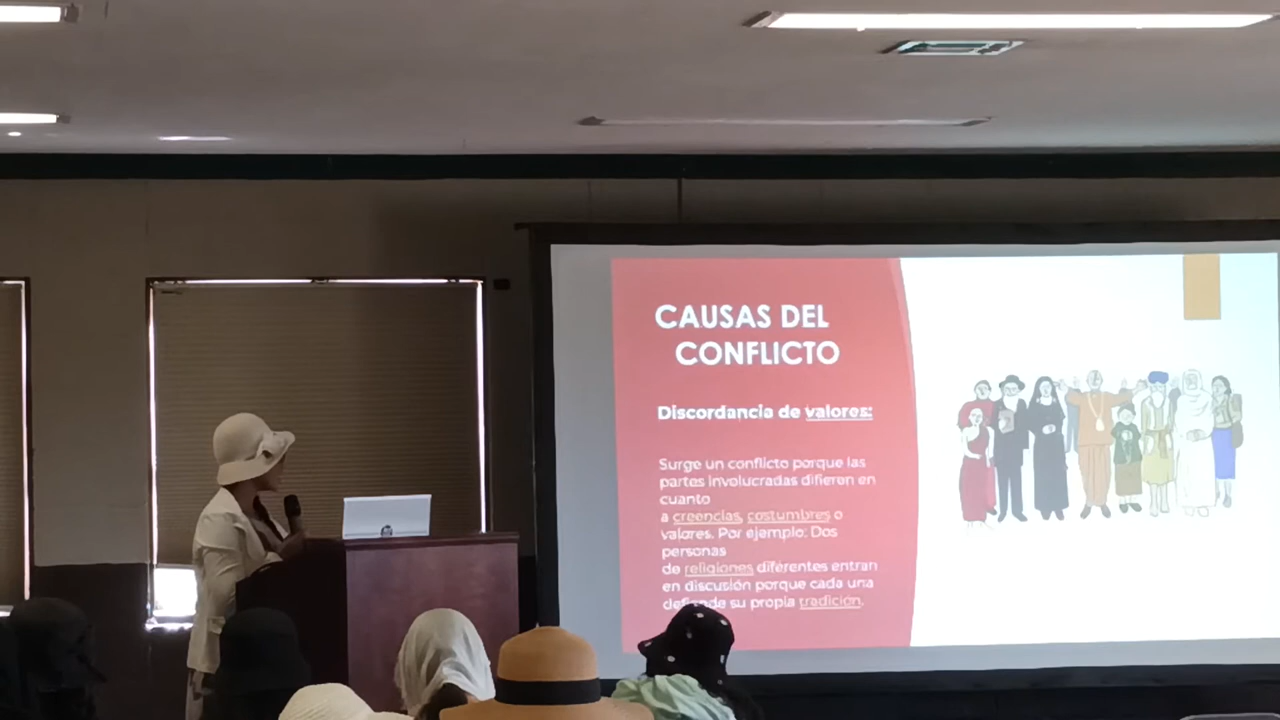 CAUSAS DEL
CONFLICTO
Discordancia de valores:
Surge un conflicto porque las
partes involucradas difieren en
cuanto
a creencias, costumbres o
valores. Por ejemplo: Dos
personas
de religiones diferentes entran
en discusión porque cada una
defiende su propia tradición.